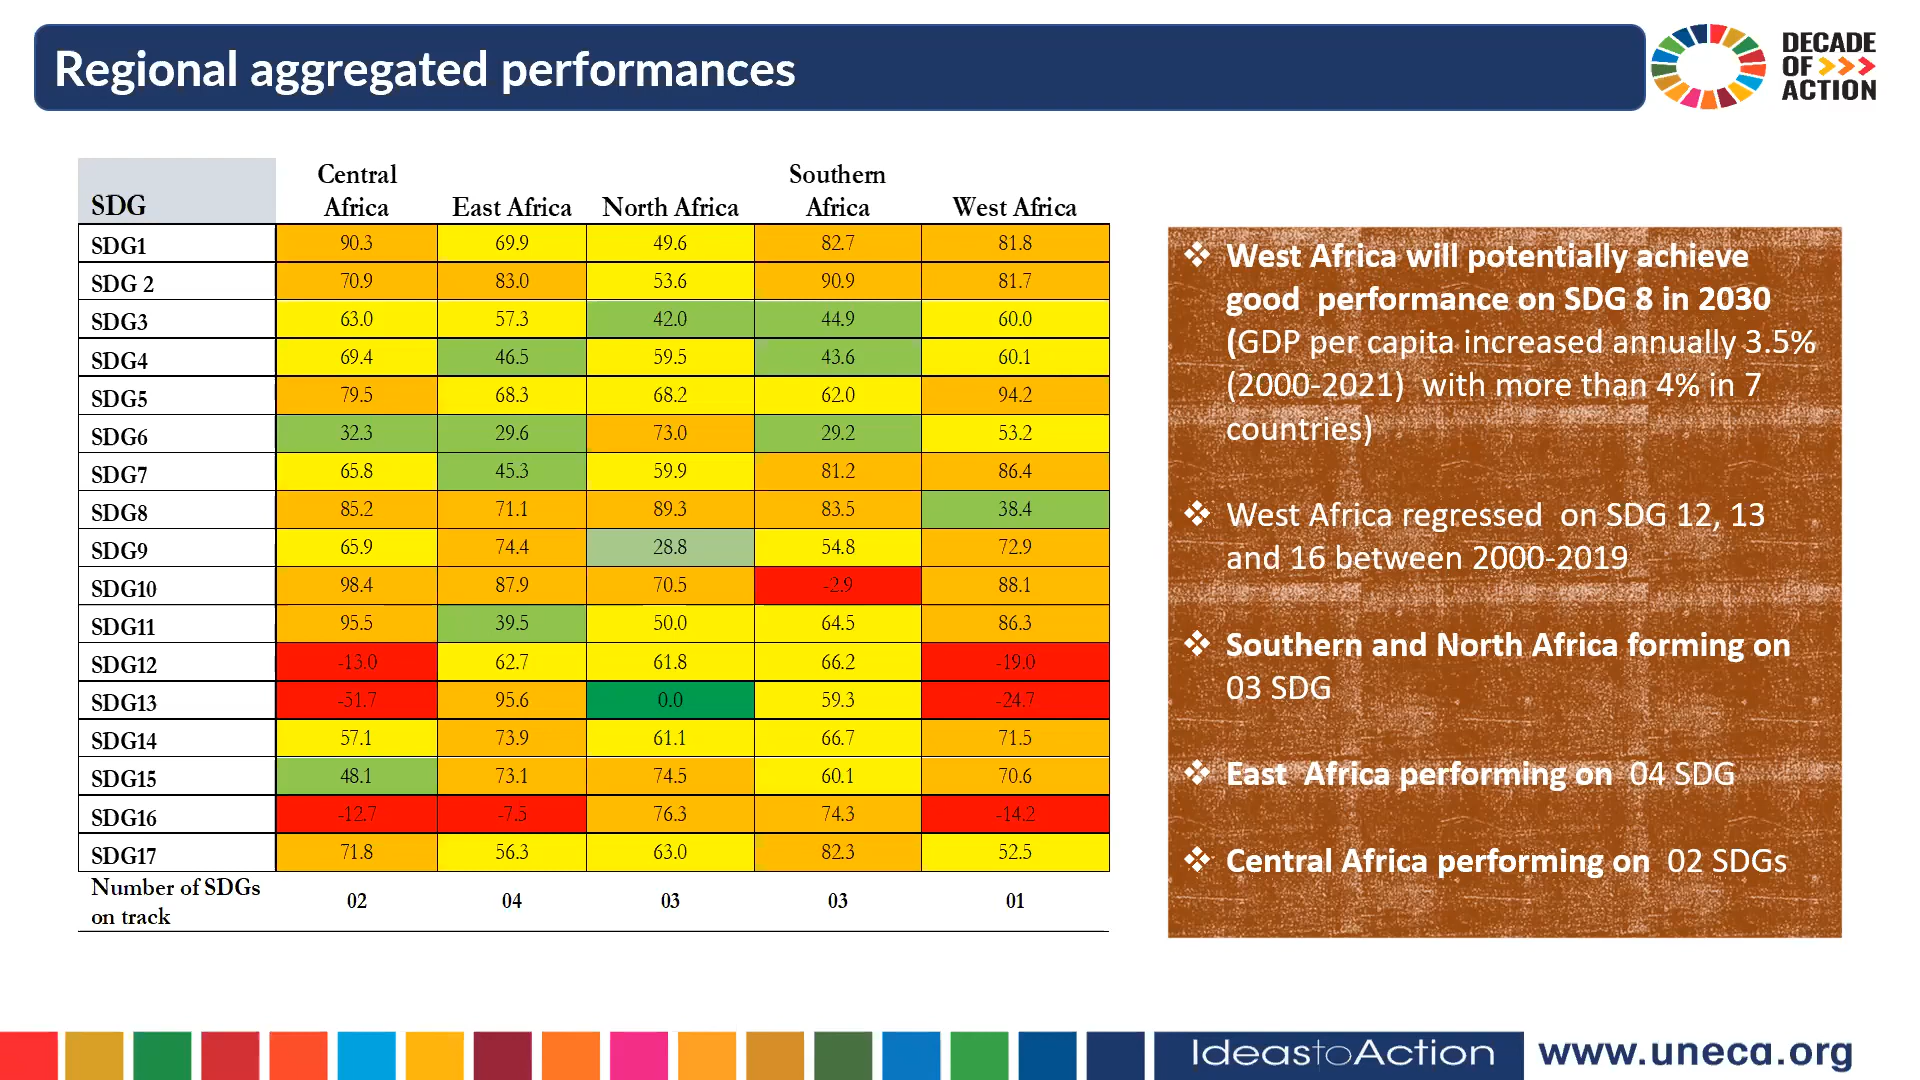 Regional aggregated performances
DECADE
OF
ACTION
SDG Central Africa East Africa North Africa Southern Africa West Africa
SDG1 90.3 69.9 49.6 82.7 81.8
SDG 2 70.9 83.0 53.6 90.9 81.7
SDG3 63.0 57.3 42.0 44.9 60.0
SDG4 69.4 46.5 59.5 43.6 60.1
SDG5 79.5 68.3 68.2 62.0 94.2
SDG6 32.3 29.6 73.0 29.2 53.2
SDG7 65.8 45.3 59.9 81.2 86.4
SDG8 85.2 71.1 89.3 83.5 38.4
SDG9 65.9 74.4 28.8 54.8 72.9
SDG10 98.4 87.9 70.5 -2.9 88.1
SDG11 95.5 39.5 50.0 64.5 86.3
SDG12 -13.0 62.7 61.8 66.2 -19.0
SDG13 -51.7 95.6 0.0 59.3 -24.7
SDG14 57.1 73.9 61.1 66.7 71.5
SDG15 48.1 73.1 74.5 60.1 70.6
SDG16 -12.7 -7.5 76.3 74.3 -14.2
SDG17 71.8 56.3 63.0 82.3 52.5
Number of SDGs on track 02 04 03 03 01
❖ West Africa will potentially achieve
good performance on SDG 8 in 2030
(GDP per capita increased annually 3.5%
(2000-2021) with more than 4% in 7
countries)
❖ West Africa regressed on SDG 12, 13
and 16 between 2000-2019
❖ Southern and North Africa forming on
03 SDG
❖ East Africa performing on 04 SDG
❖ Central Africa performing on 02 SDGs
IdeastoAction
www.uneca.org